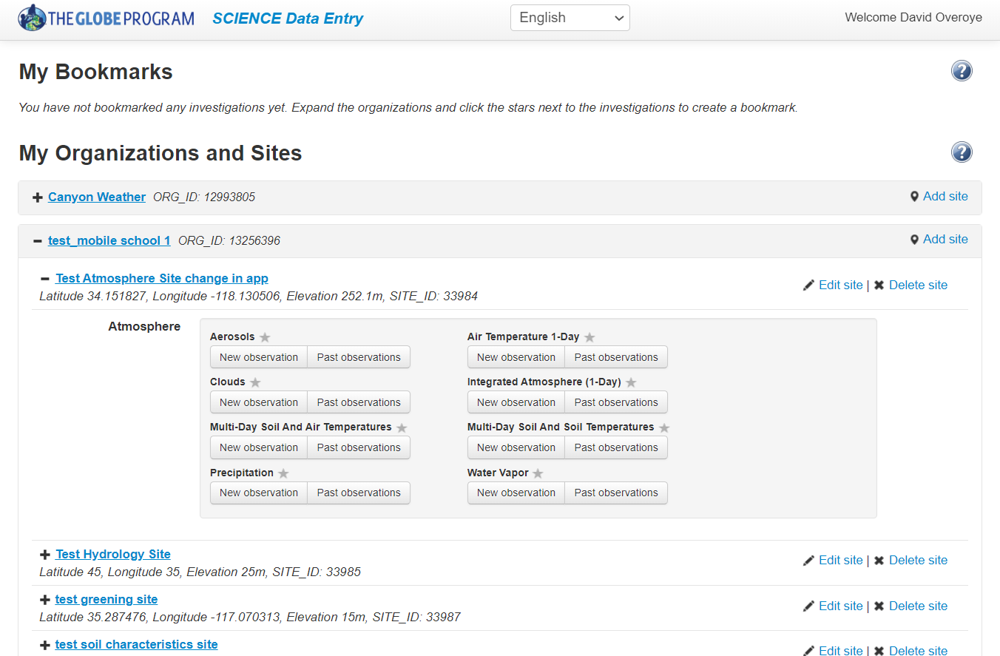 THE GLOBE PROGRAM SCIENCE Data Entry English Welcome David Overoye
My Bookmarks ?
You have not bookmarked any investigations yet. Expand the organizations and click the stars next to the investigations to create a bookmark.
My Organizations and Sites ?
Canyon Weather ORG_ID: 12993805 Add site
test_mobile school 1 ORG_ID: 13256396 Add site
Test Atmosphere Site change in app
Latitude 34.151827, Longitude -118.130506, Elevation 252.1m, SITE_ID: 33984
Edit site | Delete site
Atmosphere
Aerosols Air Temperature 1-Day
New observation Past observations New observation Past observations
Clouds Integrated Atmosphere (1-Day)
New observation Past observations New observation Past observations
Multi-Day Soil And Air Temperatures Multi-Day Soil And Soil Temperatures
New observation Past observations New observation Past observations
Precipitation Water Vapor
New observation Past observations New observation Past observations
Test Hydrology Site
Latitude 45, Longitude 35, Elevation 25m, SITE_ID: 33985
Edit site | Delete site
test greening site
Latitude 35.287476, Longitude -117.070313, Elevation 15m, SITE_ID: 33987
Edit site | Delete site
test soil characteristics site
Edit site | Delete site